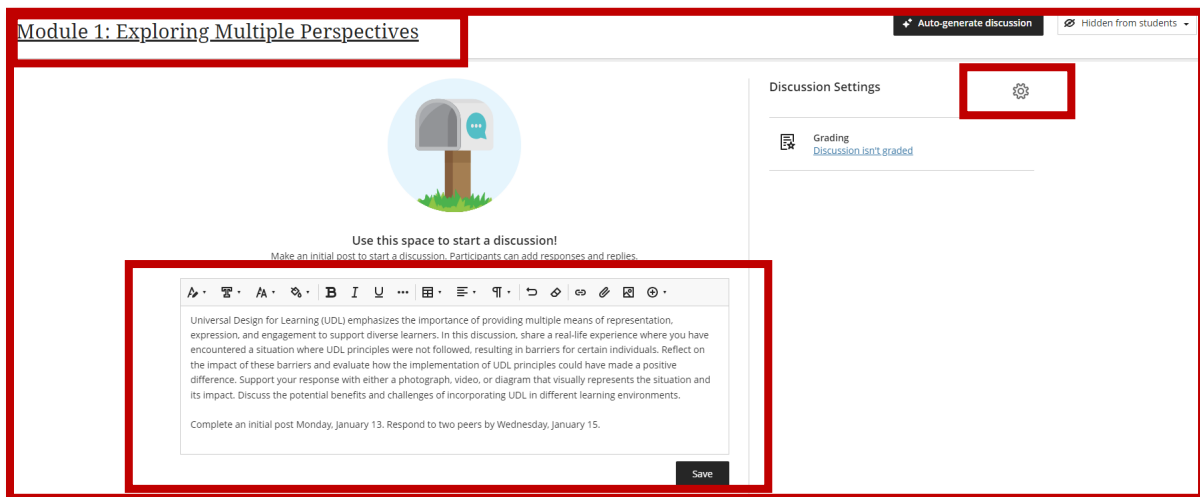 Module 1: Exploring Multiple Perspectives
Auto-generate discussion
Hidden from students
Discussion Settings
Grading
Discussion isn't graded
Use this space to start a discussion!
Make an initial post to start a discussion. Participants can add responses and replies.
B I U
Universal Design for Learning (UDL) emphasizes the importance of providing multiple means of representation,
expression, and engagement to support diverse learners. In this discussion, share a real-life experience where you have
encountered a situation where UDL principles were not followed, resulting in barriers for certain individuals. Reflect on
the impact of these barriers and evaluate how the implementation of UDL principles could have made a positive
difference. Support your response with either a photograph, video, or diagram that visually represents the situation and
its impact. Discuss the potential benefits and challenges of incorporating UDL in different learning environments.
Complete an initial post Monday, January 13. Respond to two peers by Wednesday, January 15.
Save